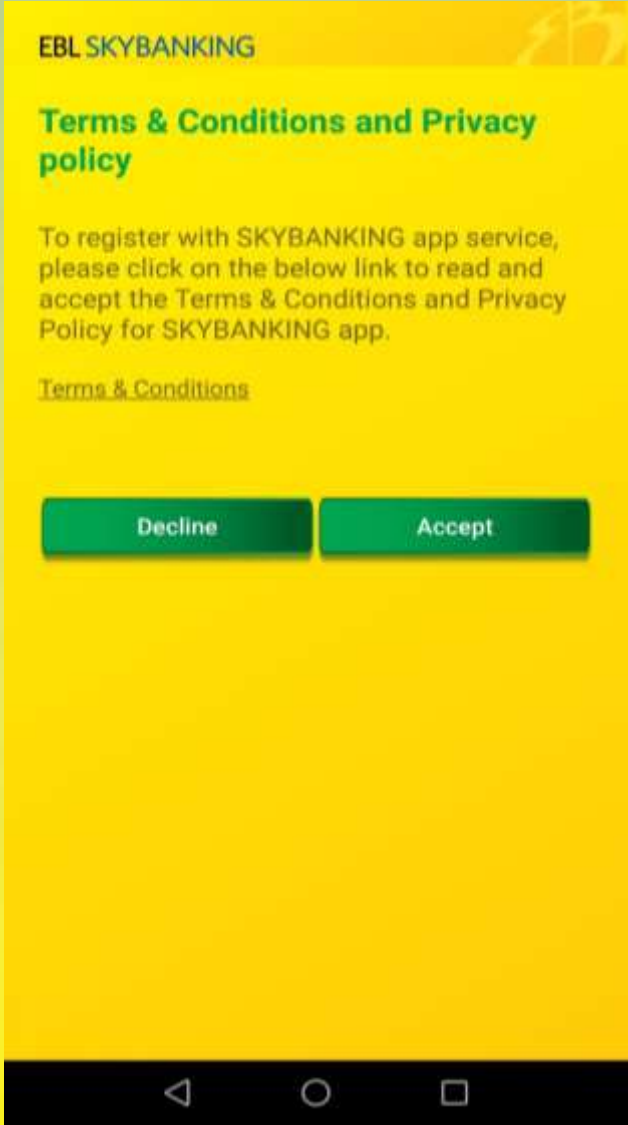 EBL SKYBANKING
Terms & Conditions and Privacy
policy
To register with SKYBANKING app service,
please click on the below link to read and
accept the Terms & Conditions and Privacy
Policy for SKYBANKING app.
Terms & Conditions
Decline
Accept